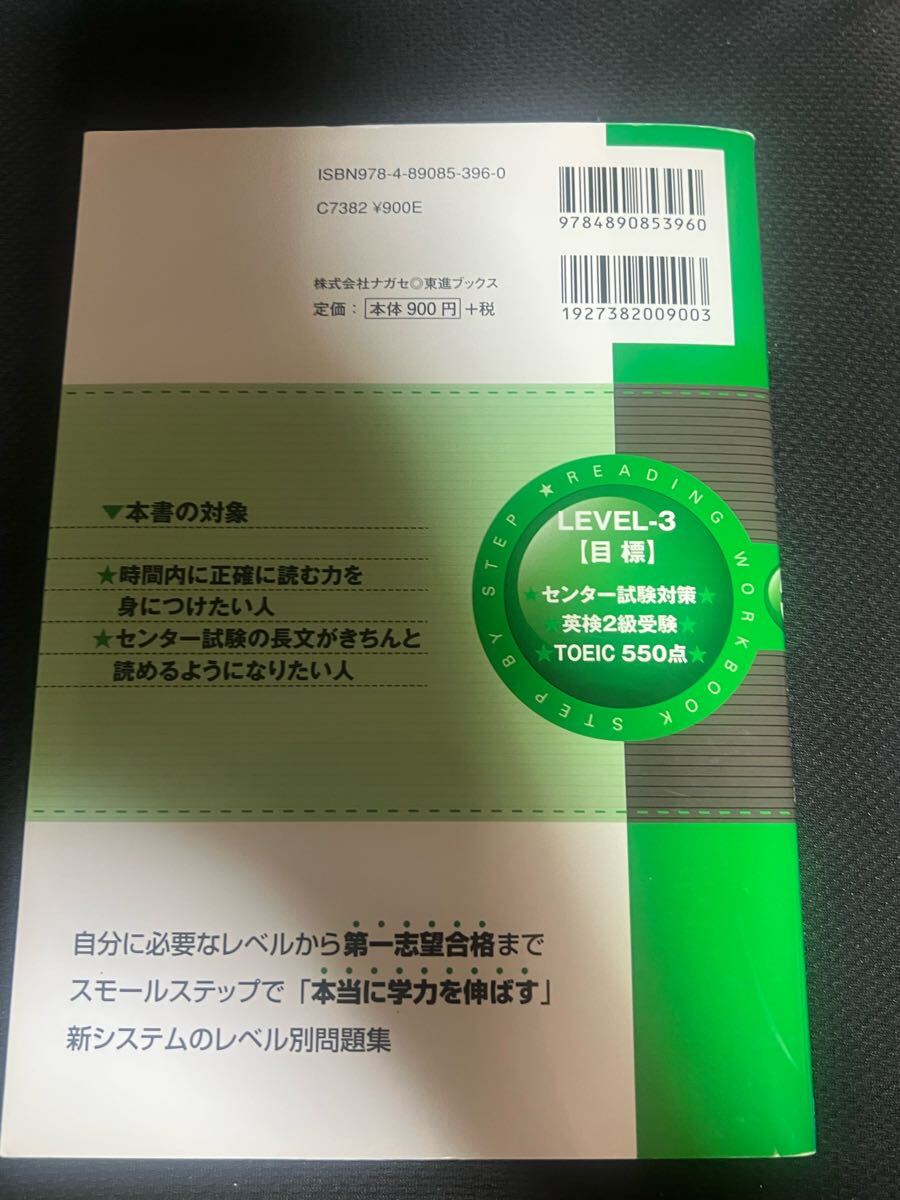 ISBN978-4-89085-396-0
C7382 ¥900E
9784890853960
株式会社ナガセ◎東進ブックス
定価：本体 900 円+税
1927382009003
▼本書の対象
★時間内に正確に読む力を
身につけたい人
★センター試験の長文がきちんと
読めるようになりたい人
★READING WORKBOOK STEP BY STEP
LEVEL-3
【目 標】
★センター試験対策★
★英検2級受験★
★TOEIC 550点★
自分に必要なレベルから第一志望合格まで
スモールステップで「本当に学力を伸ばす」
新システムのレベル別問題集